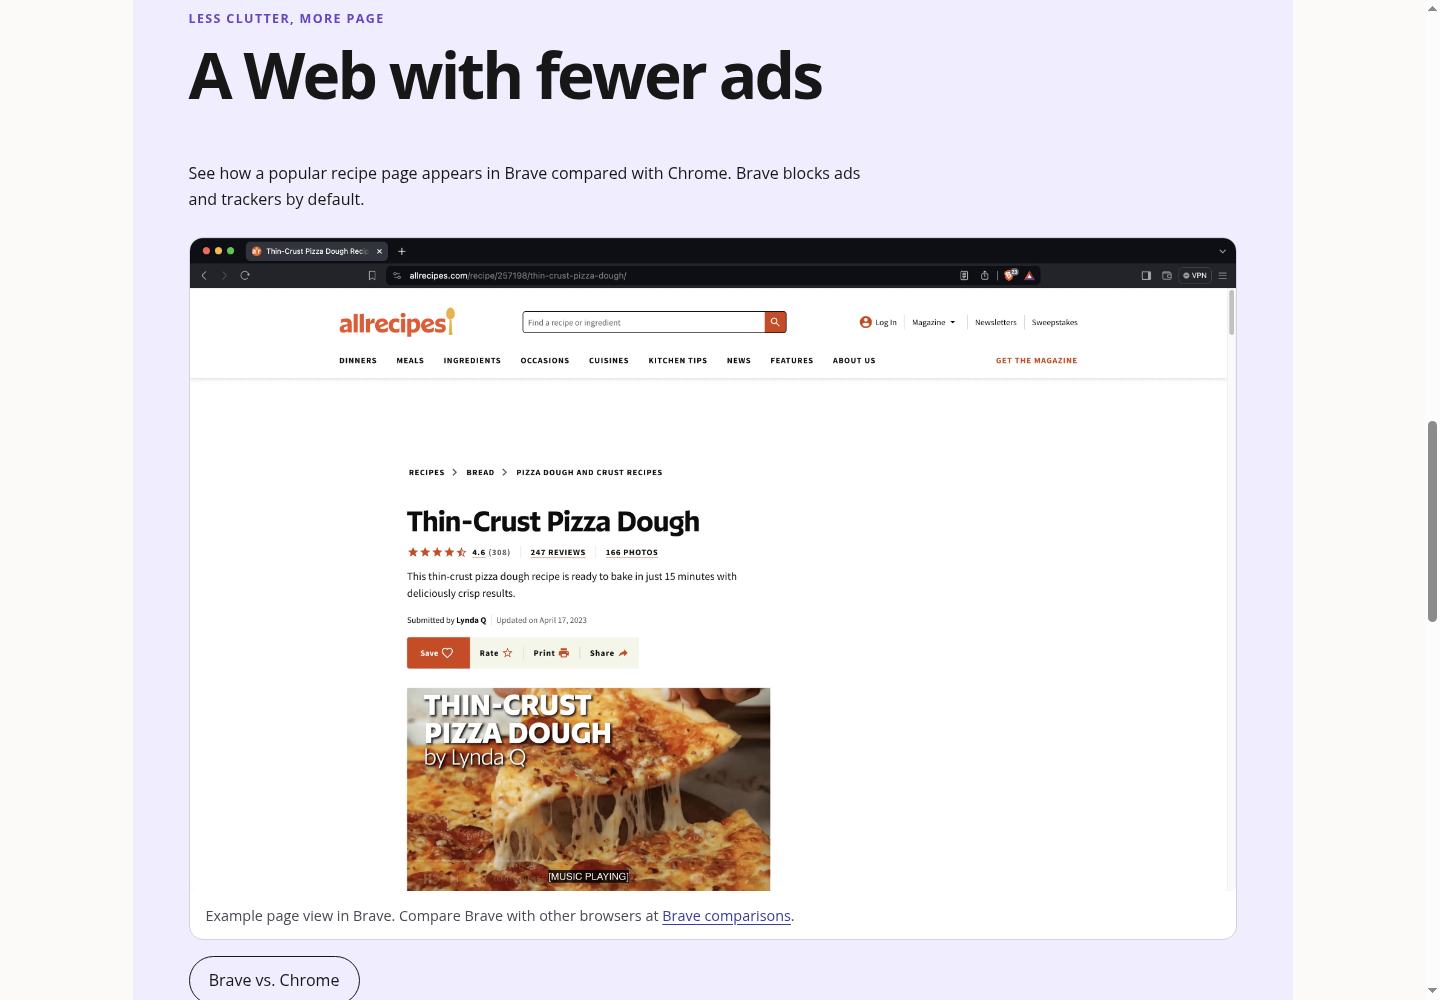 LESS CLUTTER, MORE PAGE
A Web with fewer ads
See how a popular recipe page appears in Brave compared with Chrome. Brave blocks ads
and trackers by default.
Thin-Crust Pizza Dough Reci
allrecipes.com/recipe/257198/thin-crust-pizza-dough/
23
VPN
allrecipes
Find a recipe or ingredient
Log In
Magazine
Newsletters
Sweepstakes
DINNERS MEALS INGREDIENTS OCCASIONS CUISINES KITCHEN TIPS NEWS FEATURES ABOUT US GET THE MAGAZINE
RECIPES > BREAD > PIZZA DOUGH AND CRUST RECIPES
Thin-Crust Pizza Dough
4.6 (308) 247 REVIEWS 166 PHOTOS
This thin-crust pizza dough recipe is ready to bake in just 15 minutes with
deliciously crisp results.
Submitted by Lynda Q Updated on April 17, 2023
Save Rate Print Share
THIN-CRUST
PIZZA DOUGH
by Lynda Q
[MUSIC PLAYING]
Example page view in Brave. Compare Brave with other browsers at Brave comparisons.
Brave vs. Chrome